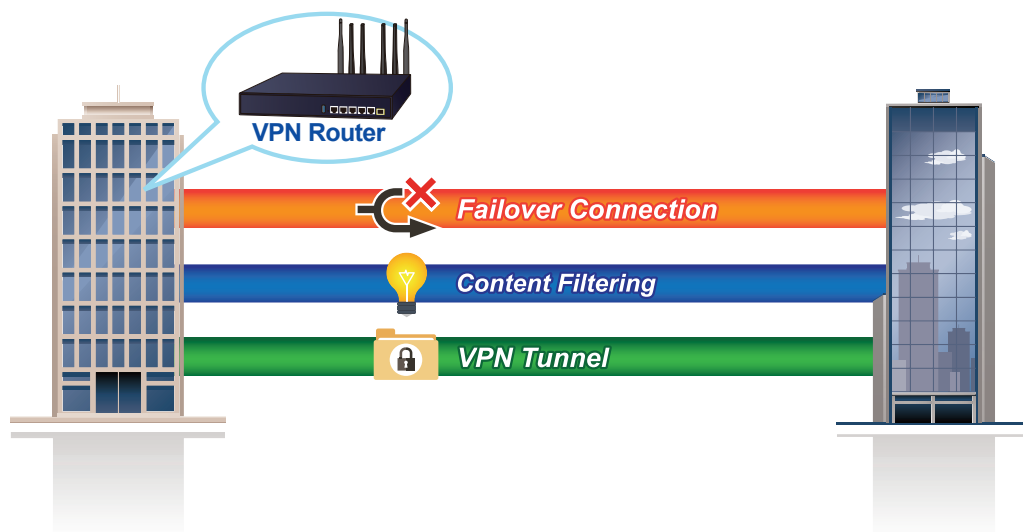 VPN Router
Failover Connection
Content Filtering
VPN Tunnel